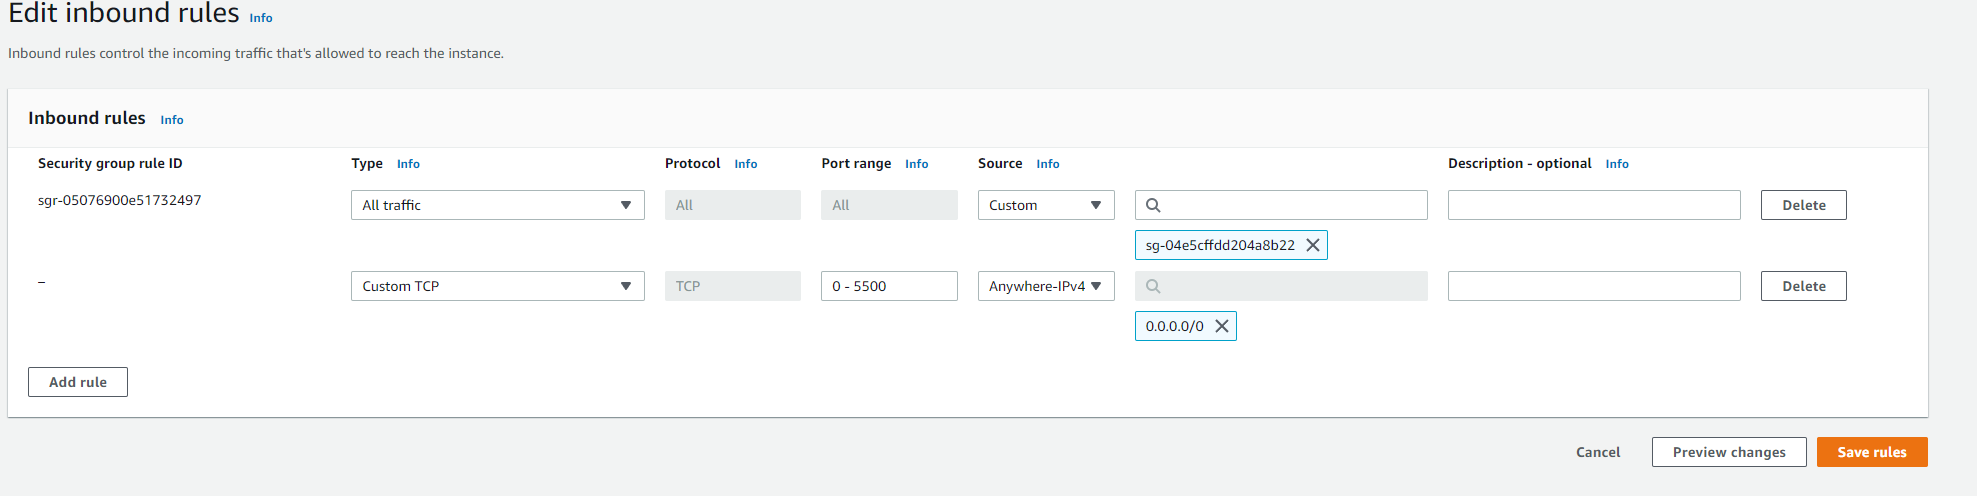 Edit inbound rules Info
Inbound rules control the incoming traffic that's allowed to reach the instance.
Inbound rules Info
Security group rule ID Type Info Protocol Info Port range Info Source Info Description - optional Info
sgr-05076900e51732497 All traffic All All Custom Delete
sg-04e5cffdd204a8b22
– Custom TCP TCP 0 - 5500 Anywhere-IPv4 Delete
0.0.0.0/0
Add rule
Cancel Preview changes Save rules